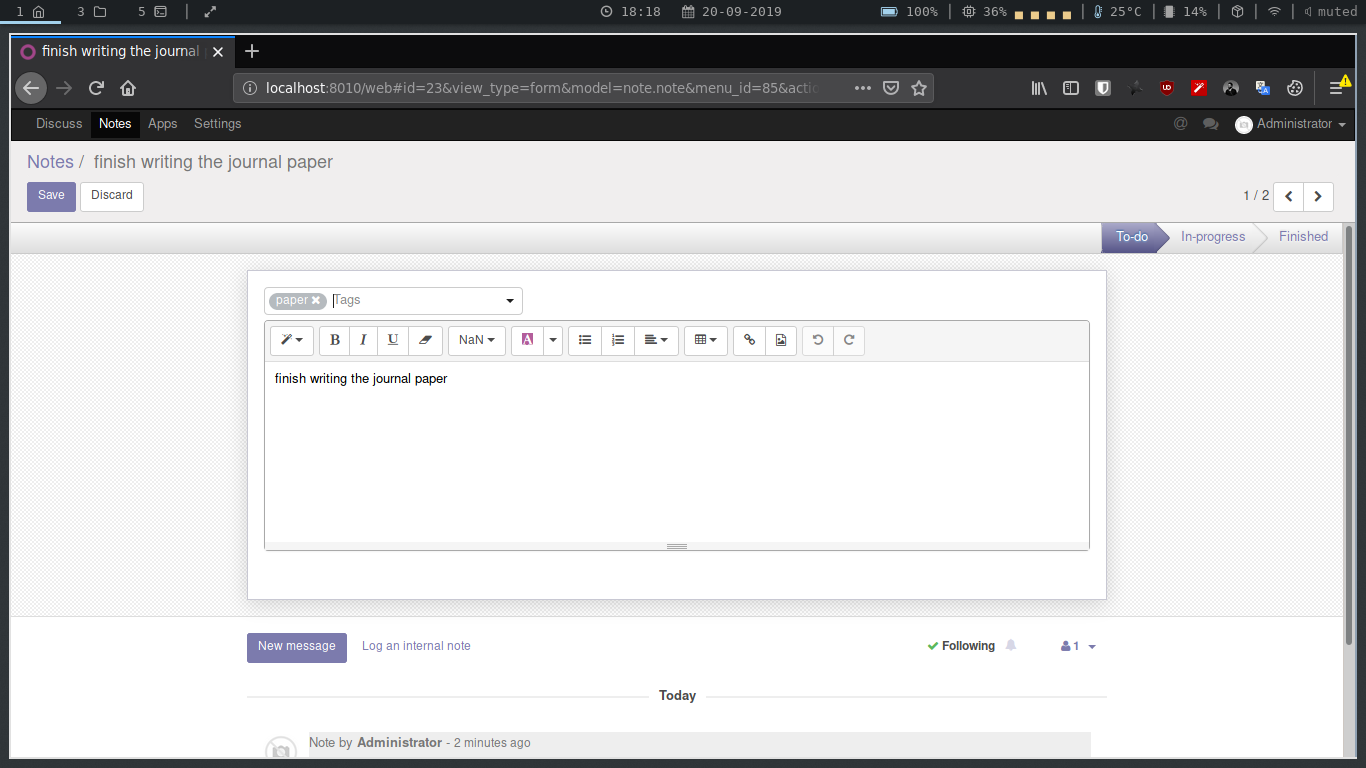 1 3 5 18:18 20-09-2019 100% 36% 25°C 14% muted
finish writing the journal
localhost:8010/web#id=23&view_type=form&model=note.note&menu_id=85&actio
Discuss Notes Apps Settings @ Administrator
Notes / finish writing the journal paper
Save Discard 1 / 2
To-do In-progress Finished
paper Tags
B I U NaN A
finish writing the journal paper
New message Log an internal note Following 1
Today
Note by Administrator - 2 minutes ago